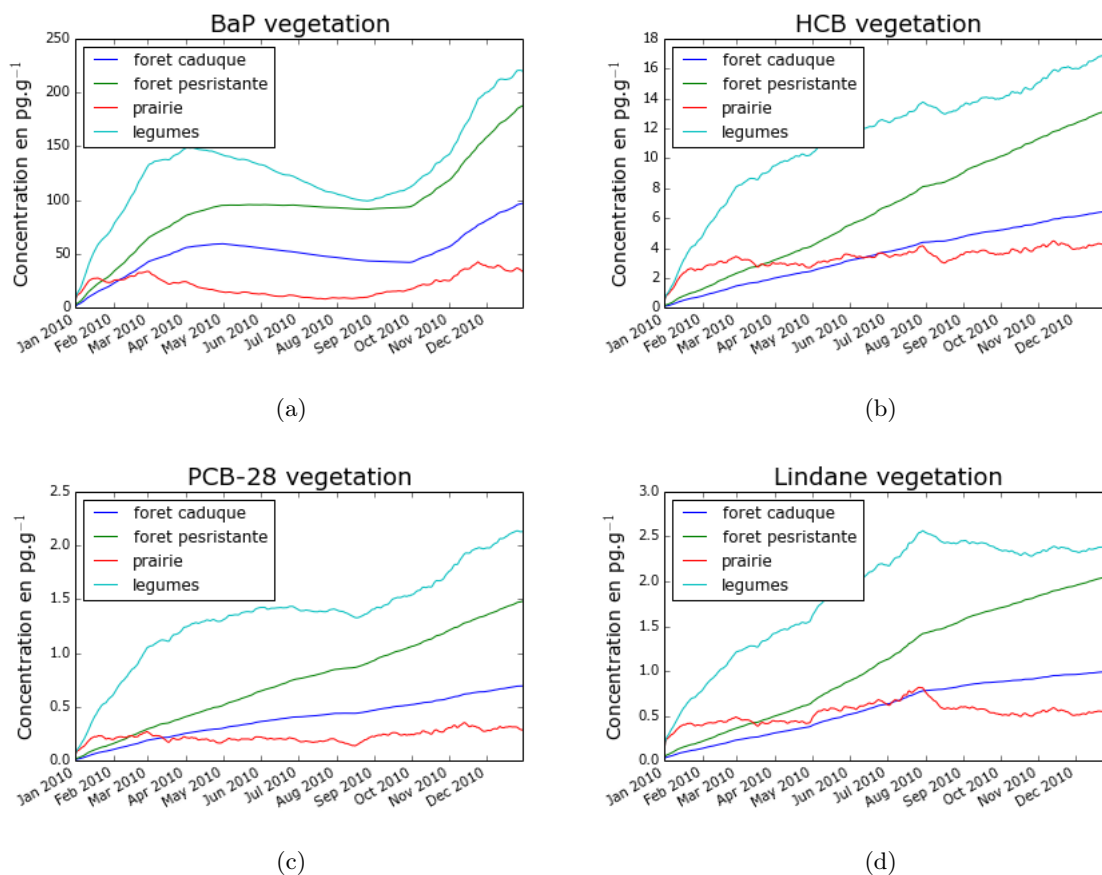 BaP vegetation
Concentration en pg.g⁻¹
250
200
150
100
50
0
foret caduque
foret pesristante
prairie
legumes
Jan 2010
Feb 2010
Mar 2010
Apr 2010
May 2010
Jun 2010
Jul 2010
Aug 2010
Sep 2010
Oct 2010
Nov 2010
Dec 2010
(a)
HCB vegetation
Concentration en pg.g⁻¹
18
16
14
12
10
8
6
4
2
0
foret caduque
foret pesristante
prairie
legumes
Jan 2010
Feb 2010
Mar 2010
Apr 2010
May 2010
Jun 2010
Jul 2010
Aug 2010
Sep 2010
Oct 2010
Nov 2010
Dec 2010
(b)
PCB-28 vegetation
Concentration en pg.g⁻¹
2.5
2.0
1.5
1.0
0.5
0.0
foret caduque
foret pesristante
prairie
legumes
Jan 2010
Feb 2010
Mar 2010
Apr 2010
May 2010
Jun 2010
Jul 2010
Aug 2010
Sep 2010
Oct 2010
Nov 2010
Dec 2010
(c)
Lindane vegetation
Concentration en pg.g⁻¹
3.0
2.5
2.0
1.5
1.0
0.5
0.0
foret caduque
foret pesristante
prairie
legumes
Jan 2010
Feb 2010
Mar 2010
Apr 2010
May 2010
Jun 2010
Jul 2010
Aug 2010
Sep 2010
Oct 2010
Nov 2010
Dec 2010
(d)